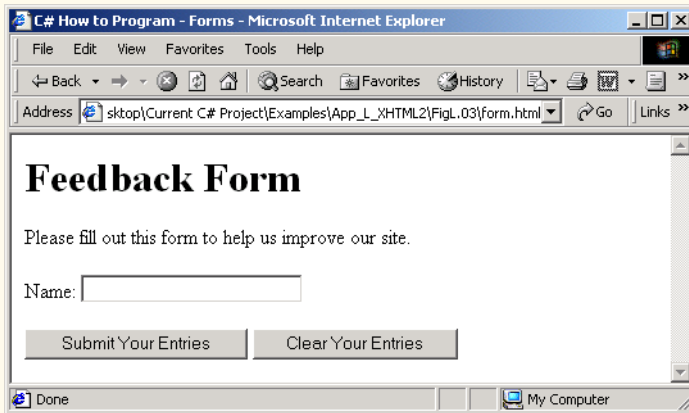 C# How to Program - Forms - Microsoft Internet Explorer
File Edit View Favorites Tools Help
Back Search Favorites History W »
Address sktop\Current C# Project\Examples\App_L_XHTML2\FigL.03\form.html Go Links »
Feedback Form
Please fill out this form to help us improve our site.
Name:
Submit Your Entries Clear Your Entries
Done My Computer